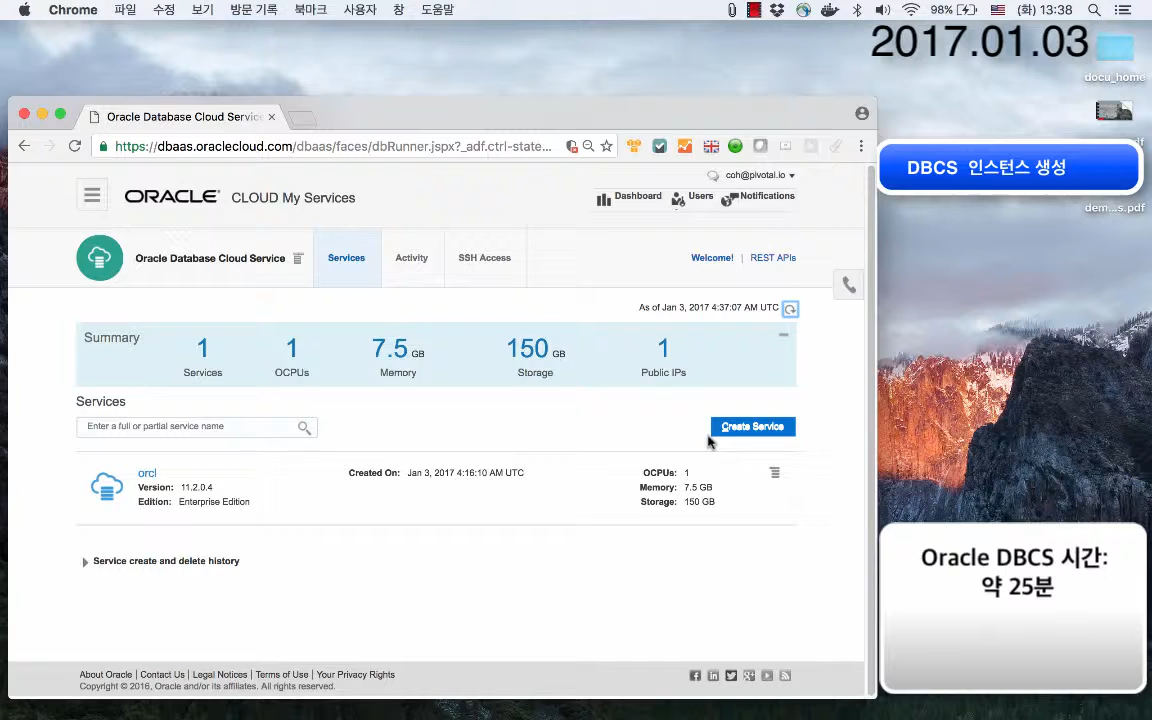 Chrome 파일 수정 보기 방문 기록 북마크 사용자 창 도움말 98% (화) 13:38
2017.01.03
docu_home
Oracle Database Cloud Service
https://dbaas.oraclecloud.com/dbaas/faces/dbRunner.jspx?_adf.ctrl-state...
DBCS 인스턴스 생성
dem...s.pdf
coh@pivotal.io
ORACLE CLOUD My Services
Dashboard Users Notifications
Oracle Database Cloud Service Services Activity SSH Access Welcome! | REST APIs
As of Jan 3, 2017 4:37:07 AM UTC
Summary
1 1 7.5 GB 150 GB 1
Services OCPUs Memory Storage Public IPs
Services
Enter a full or partial service name
Create Service
orcl Created On: Jan 3, 2017 4:16:10 AM UTC OCPUs: 1
Version: 11.2.0.4 Memory: 7.5 GB
Edition: Enterprise Edition Storage: 150 GB
Service create and delete history
Oracle DBCS 시간:
약 25분
About Oracle | Contact Us | Legal Notices | Terms of Use | Your Privacy Rights
Copyright © 2016, Oracle and/or its affiliates. All rights reserved.